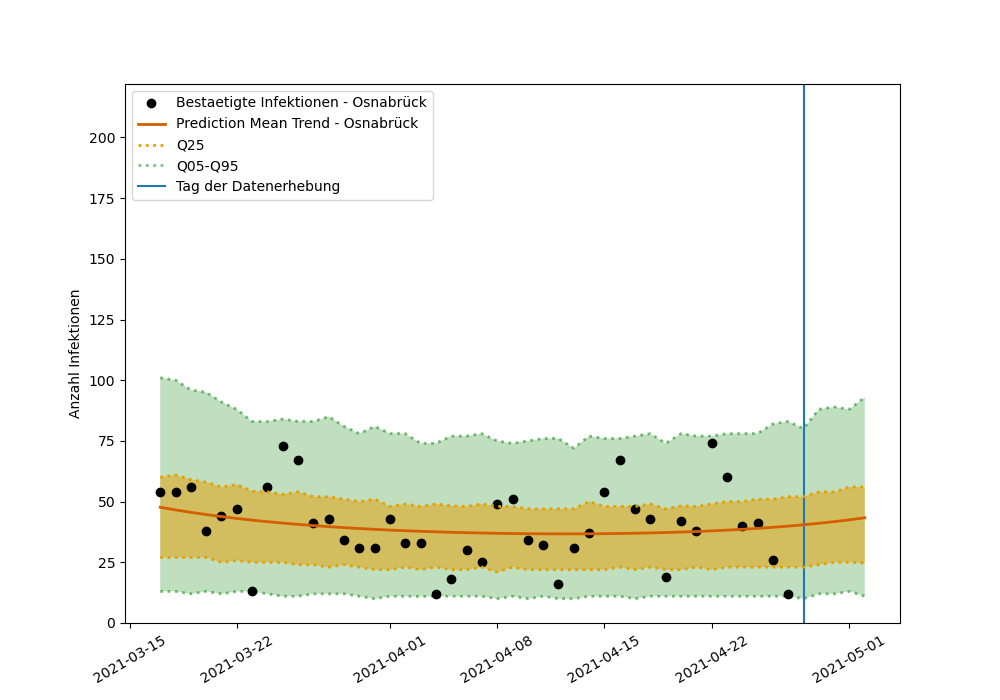 Bestaetigte Infektionen - Osnabrück
Prediction Mean Trend - Osnabrück
Q25
Q05-Q95
Tag der Datenerhebung
Anzahl Infektionen
200
175
150
125
100
75
50
25
0
2021-03-15
2021-03-22
2021-04-01
2021-04-08
2021-04-15
2021-04-22
2021-05-01